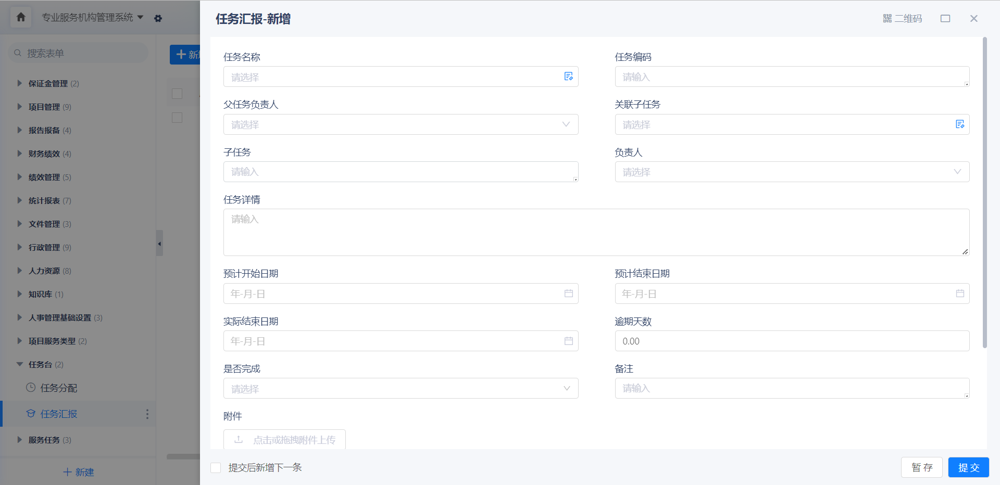 专业服务机构管理系统
搜索表单
保证金管理 (2)
项目管理 (9)
报告报备 (4)
财务绩效 (4)
绩效管理 (5)
统计报表 (7)
文件管理 (3)
行政管理 (9)
人力资源 (8)
知识库 (1)
人事管理基础设置 (3)
项目服务类型 (2)
任务台 (2)
任务分配
任务汇报
服务任务 (3)
新建
任务汇报-新增
二维码
任务名称
请选择
任务编码
请输入
父任务负责人
请选择
关联子任务
请选择
子任务
请输入
负责人
请选择
任务详情
请输入
预计开始日期
年-月-日
预计结束日期
年-月-日
实际结束日期
年-月-日
逾期天数
0.00
是否完成
请选择
备注
请输入
附件
点击或拖拽附件上传
提交后新增下一条
暂存
提交